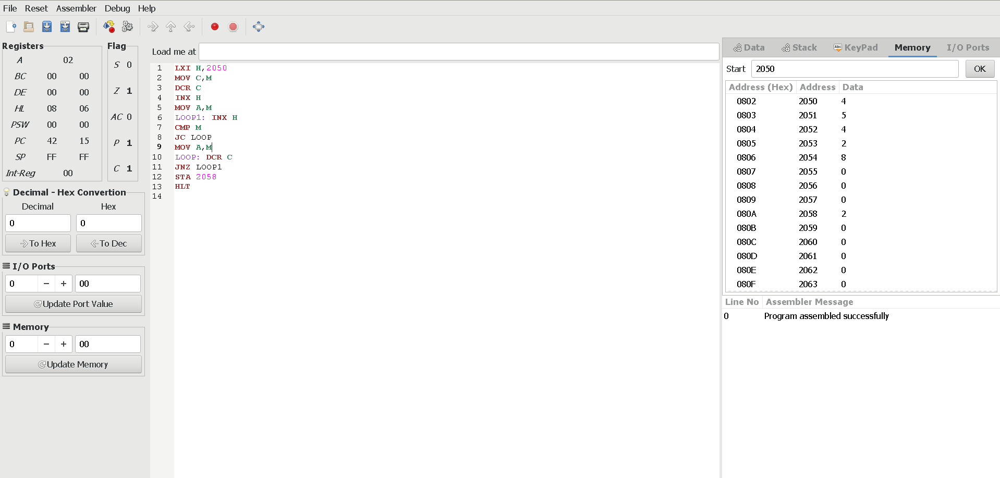 File Reset Assembler Debug Help
Registers
A 02
BC 00 00
DE 00 00
HL 08 06
PSW 00 00
PC 42 15
SP FF FF
Int-Reg 00
Flag
S 0
Z 1
AC 0
P 1
C 1
Decimal - Hex Convertion
Decimal Hex
0 0
To Hex To Dec
I/O Ports
0 − + 00
Update Port Value
Memory
0 − + 00
Update Memory
Load me at
1 LXI H,2050
2 MOV C,M
3 DCR C
4 INX H
5 MOV A,M
6 LOOP1: INX H
7 CMP M
8 JC LOOP
9 MOV A,M
10 LOOP: DCR C
11 JNZ LOOP1
12 STA 2058
13 HLT
14
Data Stack Abc KeyPad Memory I/O Ports
Start 2050 OK
Address (Hex) Address Data
0802 2050 4
0803 2051 5
0804 2052 4
0805 2053 2
0806 2054 8
0807 2055 0
0808 2056 0
0809 2057 0
080A 2058 2
080B 2059 0
080C 2060 0
080D 2061 0
080E 2062 0
080F 2063 0
Line No Assembler Message
0 Program assembled successfully